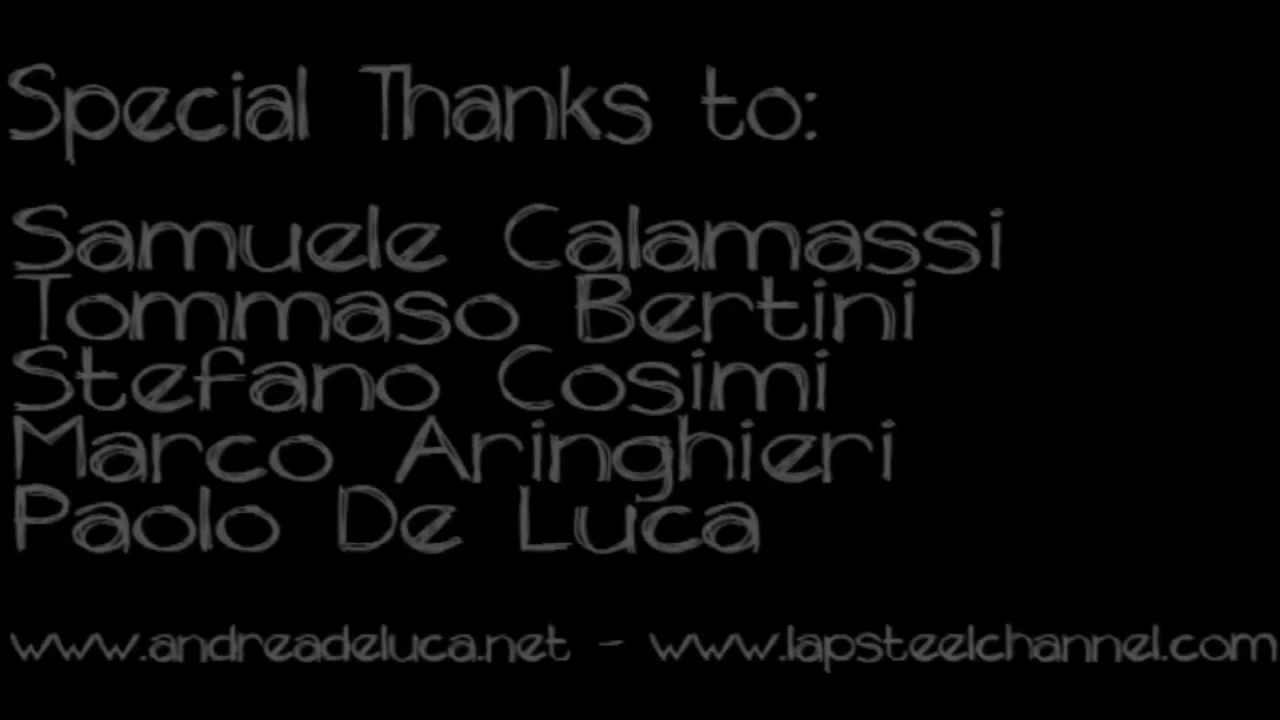 Special Thanks to:
Samuele Calamassi
Tommaso Bertini
Stefano Cosimi
Marco Aringhieri
Paolo De Luca
www.andreadeluca.net - www.lapsteelchannel.com